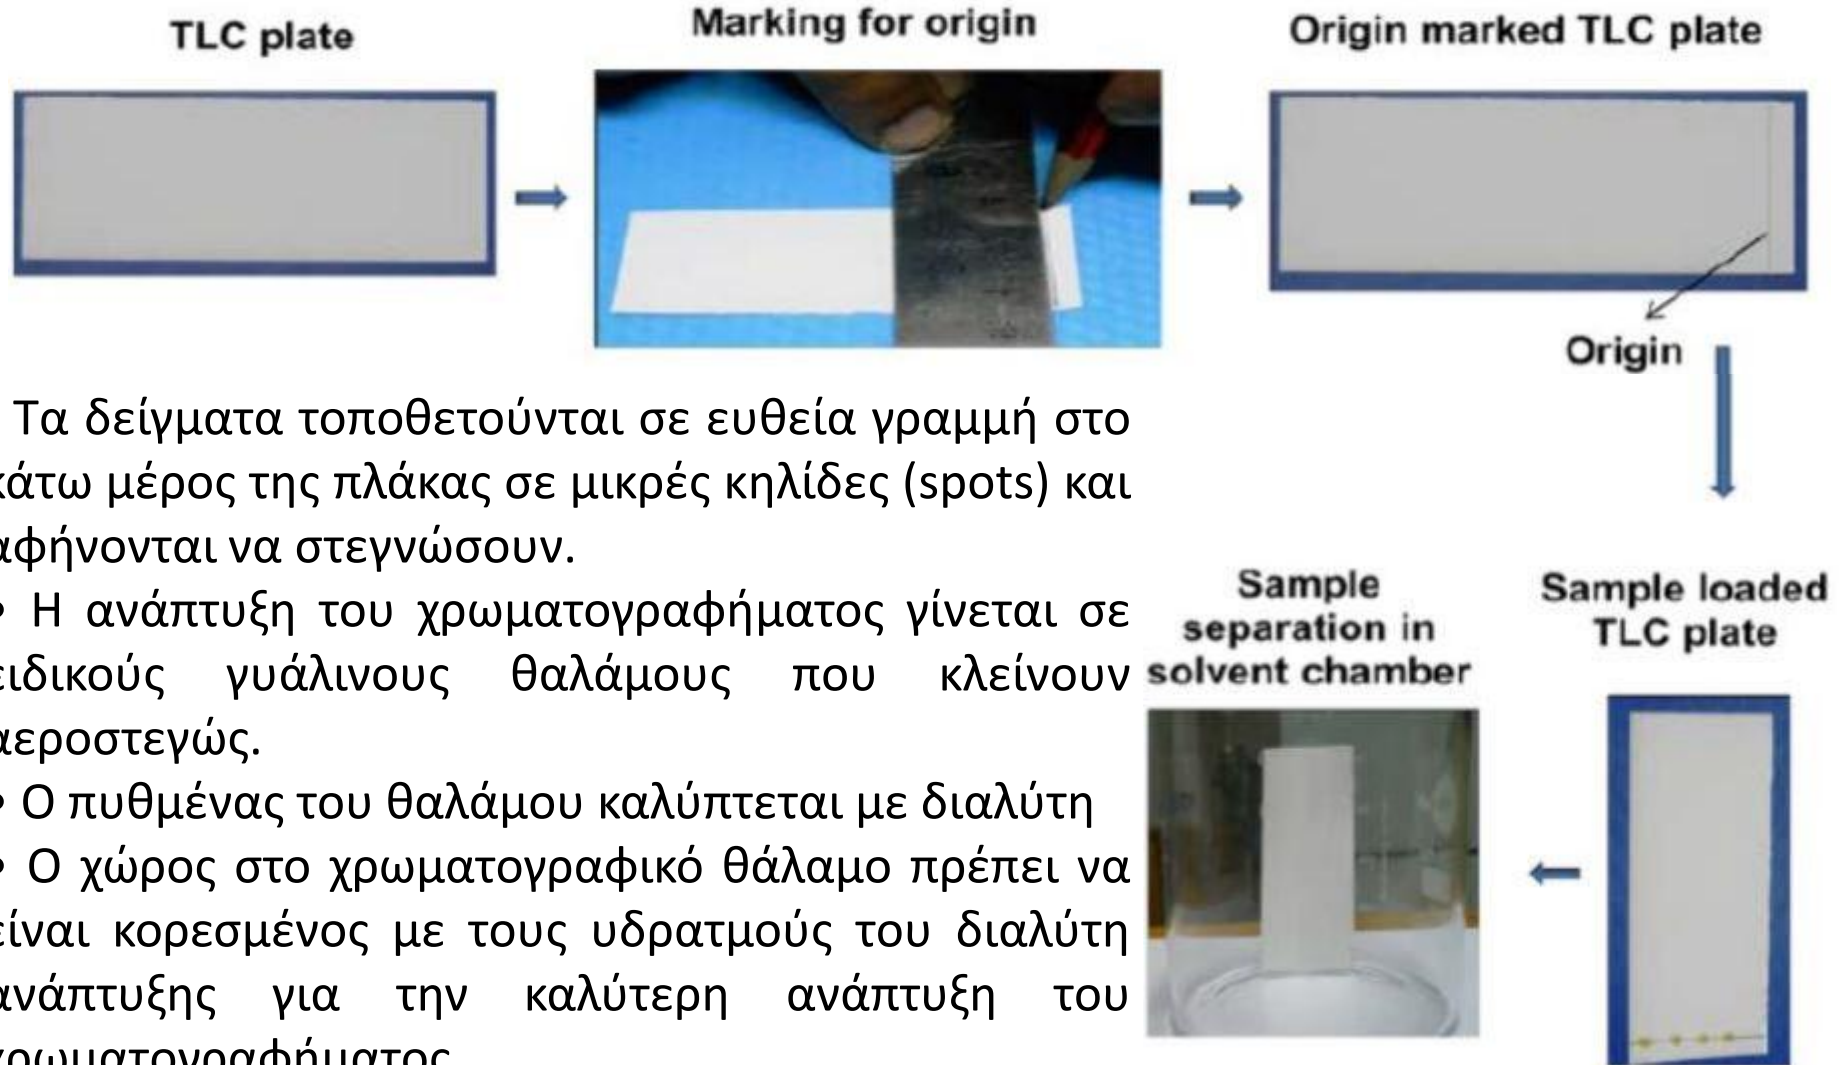 TLC plate
Marking for origin
Origin marked TLC plate
Origin
Τα δείγματα τοποθετούνται σε ευθεία γραμμή στο
κάτω μέρος της πλάκας σε μικρές κηλίδες (spots) και
αφήνονται να στεγνώσουν.
• Η ανάπτυξη του χρωματογραφήματος γίνεται σε
ειδικούς γυάλινους θαλάμους που κλείνουν
αεροστεγώς.
• Ο πυθμένας του θαλάμου καλύπτεται με διαλύτη
• Ο χώρος στο χρωματογραφικό θάλαμο πρέπει να
είναι κορεσμένος με τους υδρατμούς του διαλύτη
ανάπτυξης για την καλύτερη ανάπτυξη του
χρωματογραφήματος
Sample
separation in
solvent chamber
Sample loaded
TLC plate